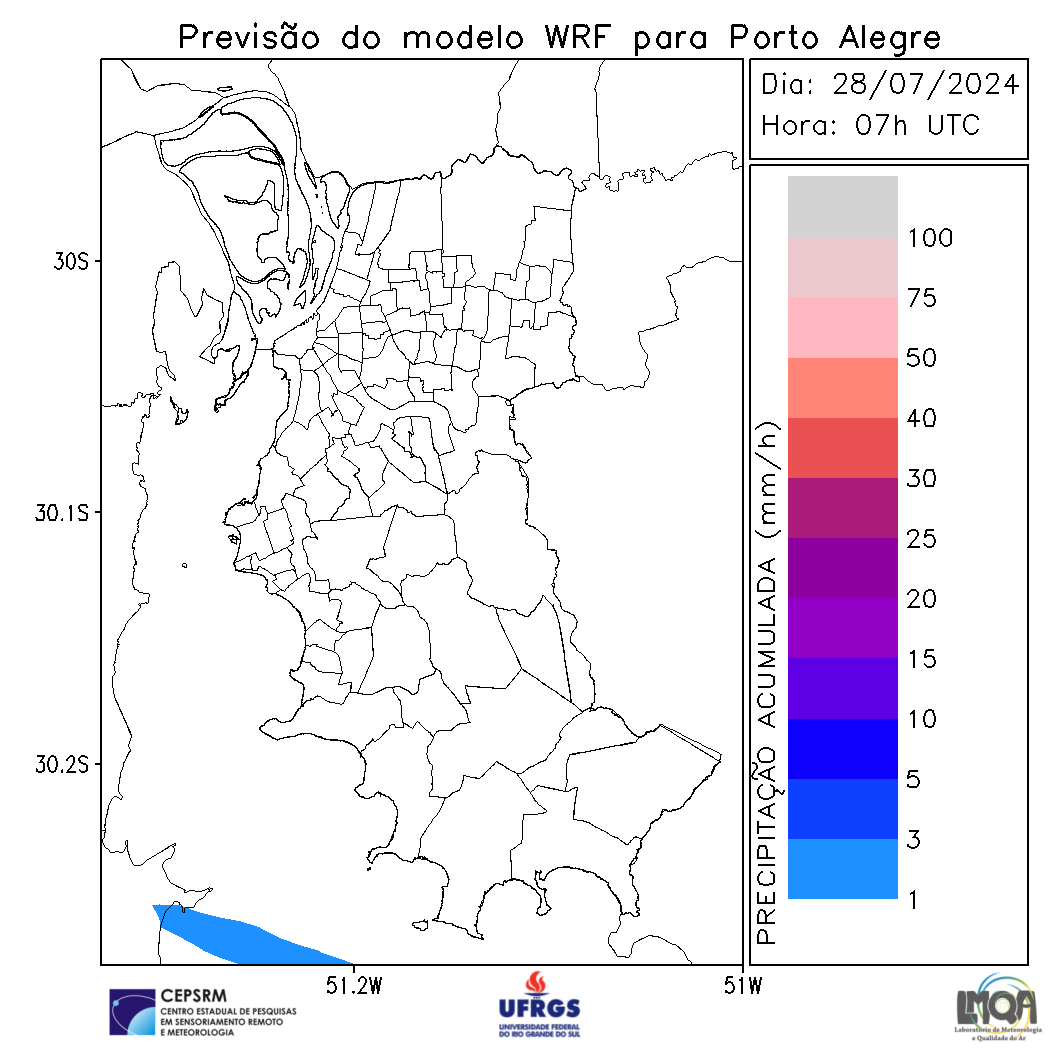 Previsão do modelo WRF para Porto Alegre
Dia: 28/07/2024
Hora: 07h UTC
30S
30.1S
30.2S
51.2W
51W
PRECIPITAÇÃO ACUMULADA (mm/h)
100
75
50
40
30
25
20
15
10
5
3
1
CEPSRM
CENTRO ESTADUAL DE PESQUISAS
EM SENSORIAMENTO REMOTO
E METEOROLOGIA
UFRGS
UNIVERSIDADE FEDERAL
DO RIO GRANDE DO SUL
LMQA
Laboratório de Meteorologia
e Qualidade do Ar